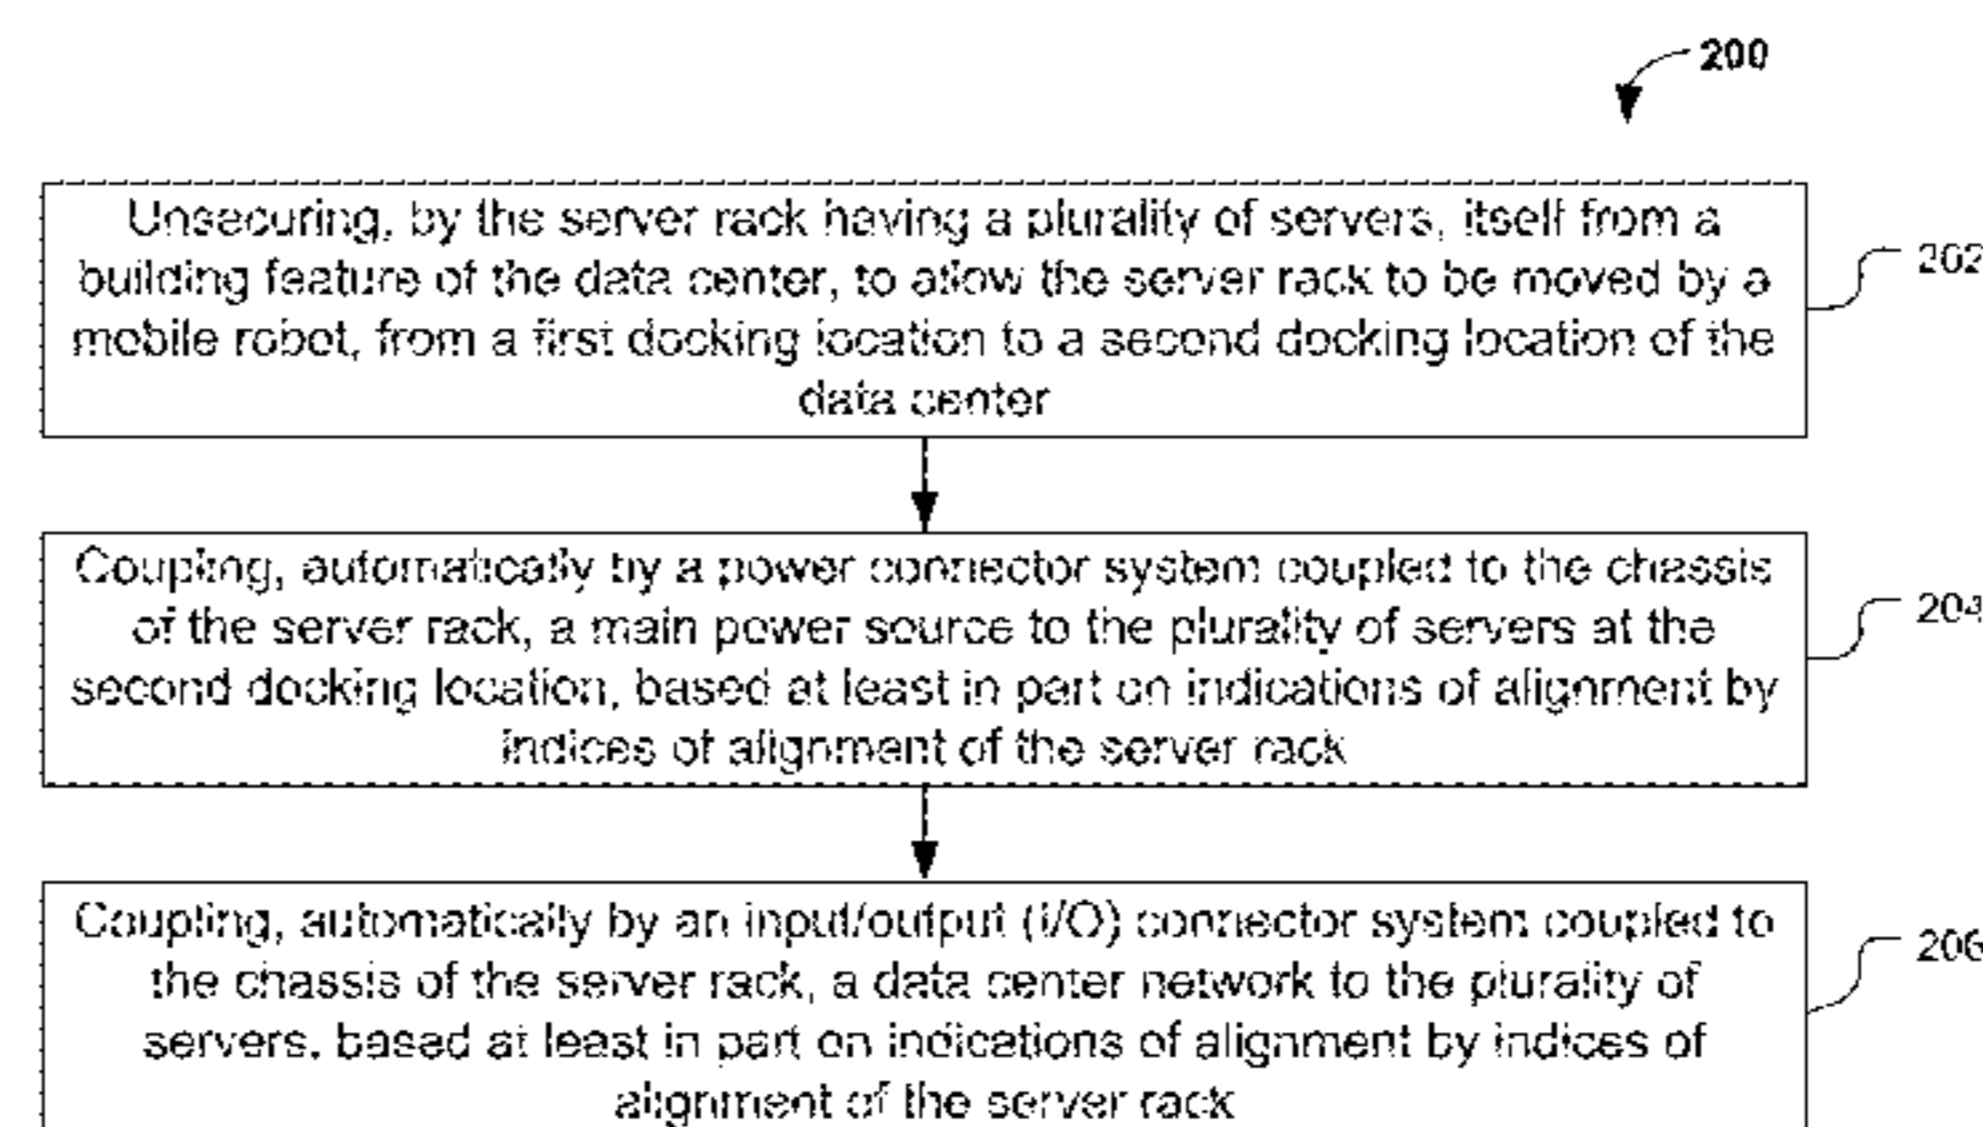 200
Unsecuring, by the server rack having a plurality of servers, itself from a
building feature of the data center, to allow the server rack to be moved by a
mobile robot, from a first docking location to a second docking location of the
data center
202
Coupling, automatically by a power connector system coupled to the chassis
of the server rack, a main power source to the plurality of servers at the
second docking location, based at least in part on indications of alignment by
indices of alignment of the server rack
204
Coupling, automatically by an input/output (I/O) connector system coupled to
the chassis of the server rack, a data center network to the plurality of
servers, based at least in part on indications of alignment by indices of
alignment of the server rack
206